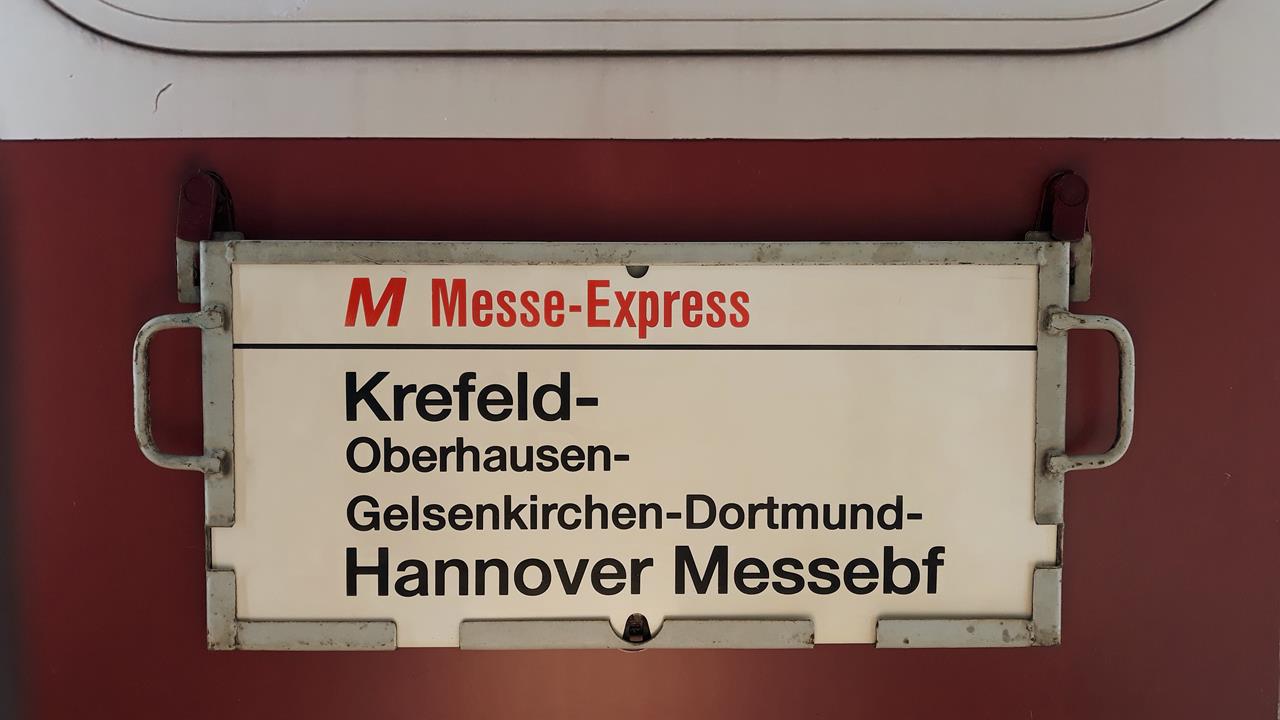 M Messe-Express
Krefeld-
Oberhausen-
Gelsenkirchen-Dortmund-
Hannover Messebf